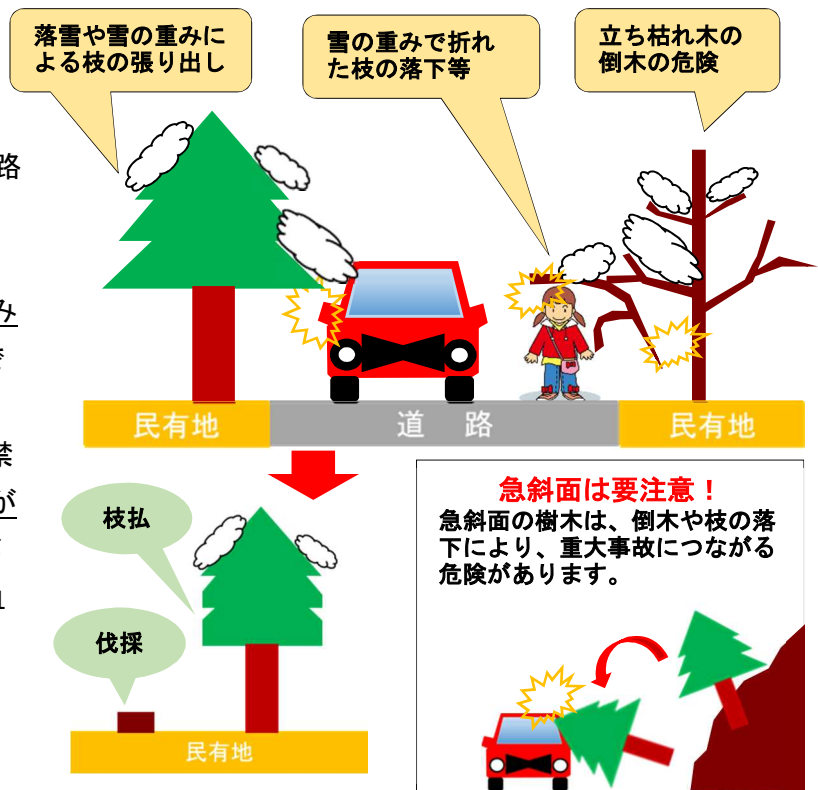 落雪や雪の重みに
よる枝の張り出し
雪の重みで折れ
た枝の落下等
立ち枯れ木の
倒木の危険
路
み
禁
が
民有地
道 路
民有地
枝払
伐採
民有地
急斜面は要注意！
急斜面の樹木は、倒木や枝の落
下により、重大事故につながる
危険があります。